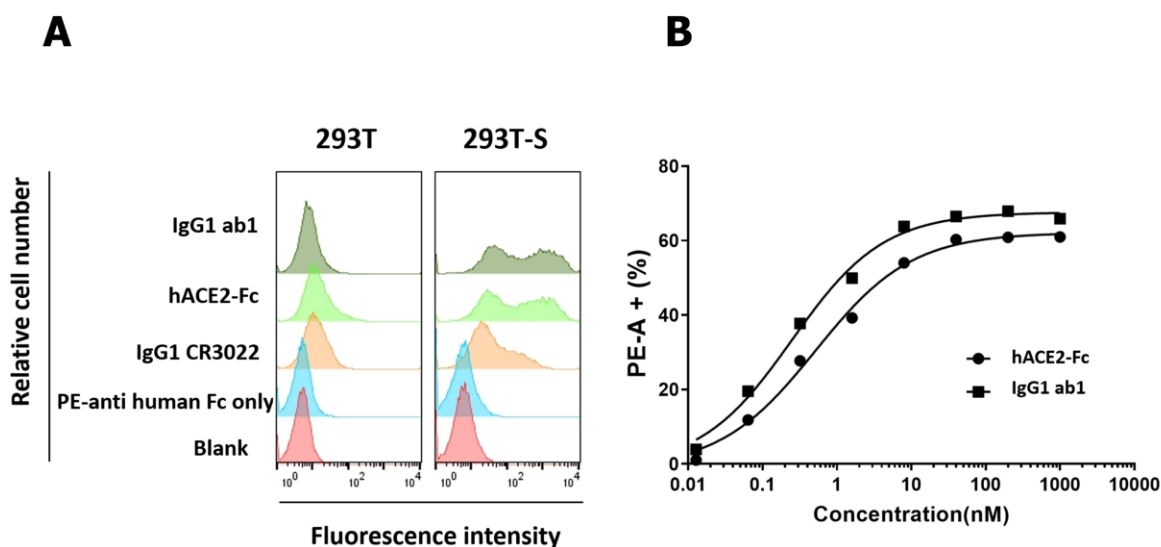 A
B
293T
293T-S
Relative cell number
IgG1 ab1
hACE2-Fc
IgG1 CR3022
PE-anti human Fc only
Blank
10⁰ 10² 10⁴
10⁰ 10² 10⁴
Fluorescence intensity
PE-A + (%)
80
60
40
20
0
hACE2-Fc
IgG1 ab1
0.01 0.1 1 10 100 1000 10000
Concentration(nM)